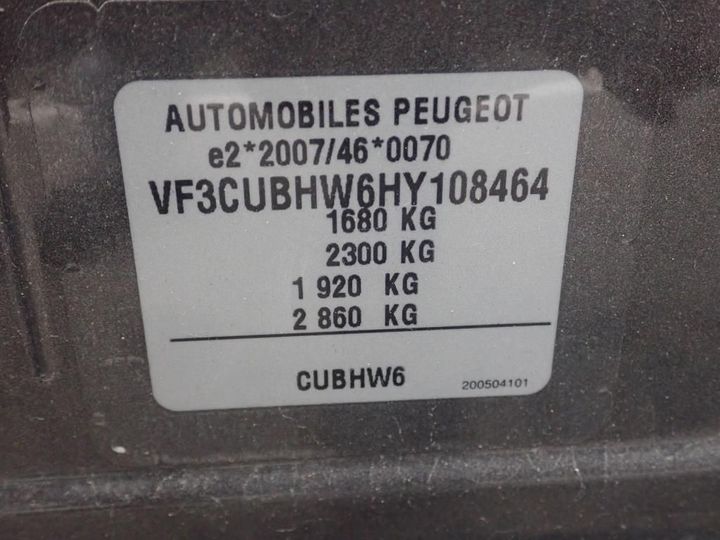 AUTOMOBILES PEUGEOT
e2*2007/46*0070
VF3CUBHW6HY108464
1680 KG
2300 KG
1 920 KG
2 860 KG
CUBHW6
200504101